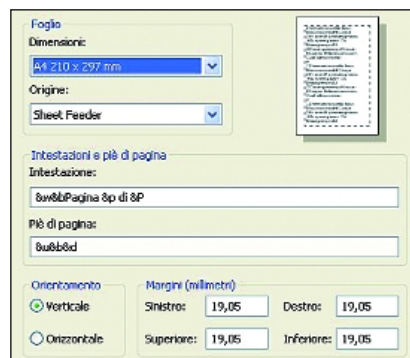 Foglio
Dimensioni:
A4 210 x 297 mm
Origine:
Sheet Feeder
Intestazioni e piè di pagina
Intestazione:
&w&bPagina &p di &P
Piè di pagina:
&u&b&d
Orientamento
Verticale
Orizzontale
Margini (millimetri)
Sinistro: 19,05 Destro: 19,05
Superiore: 19,05 Inferiore: 19,05